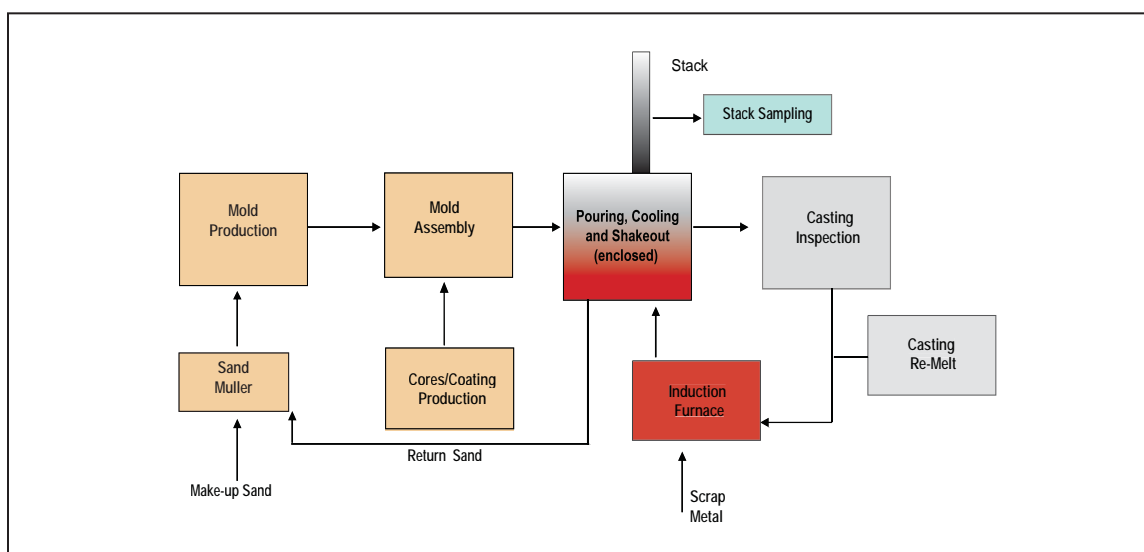 Stack
Stack Sampling
Mold
Production
Mold
Assembly
Pouring, Cooling
and Shakeout
(enclosed)
Casting
Inspection
Sand
Muller
Cores/Coating
Production
Induction
Furnace
Casting
Re-Melt
Return Sand
Make-up Sand
Scrap
Metal